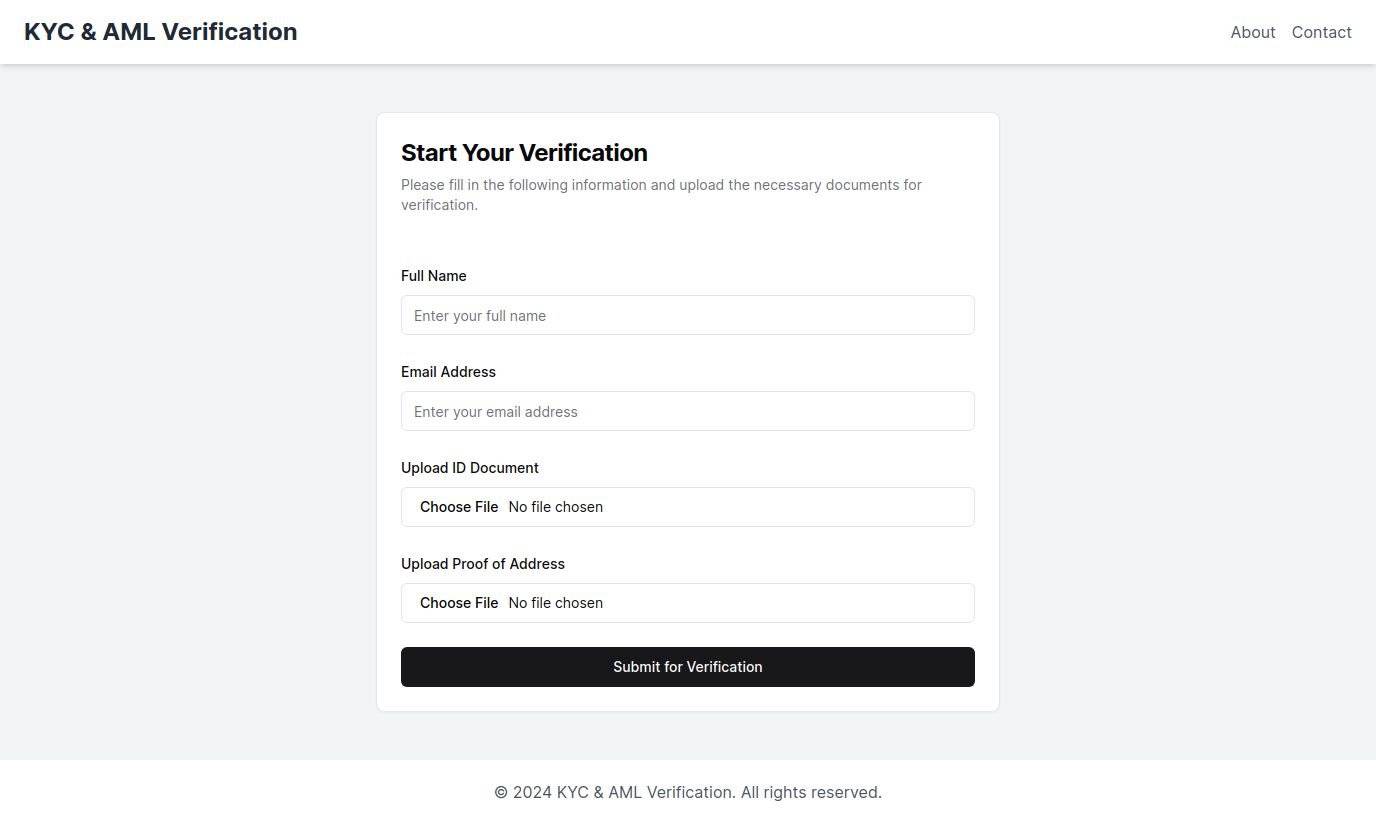 KYC & AML Verification
About
Contact
Start Your Verification
Please fill in the following information and upload the necessary documents for
verification.
Full Name
Enter your full name
Email Address
Enter your email address
Upload ID Document
Choose File No file chosen
Upload Proof of Address
Choose File No file chosen
Submit for Verification
© 2024 KYC & AML Verification. All rights reserved.